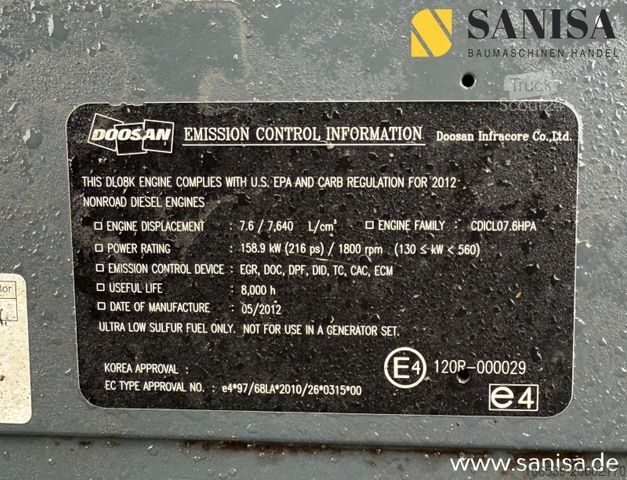 SANISA
BAUMASCHINEN HANDEL
Truck
Scout24
DOOSAN EMISSION CONTROL INFORMATION Doosan Infracore Co., Ltd.
THIS DL08K ENGINE COMPLIES WITH U.S. EPA AND CARB REGULATION FOR 2012
NONROAD DIESEL ENGINES
ENGINE DISPLACEMENT : 7.6 / 7,640 L/cm³ ENGINE FAMILY : CDICL07.6HPA
POWER RATING : 158.9 kW (216 ps) / 1800 rpm (130 ≤ kW < 560)
EMISSION CONTROL DEVICE : EGR, DOC, DPF, DID, TC, CAC, ECM
USEFUL LIFE : 8,000 h
DATE OF MANUFACTURE : 05/2012
ULTRA LOW SULFUR FUEL ONLY. NOT FOR USE IN A GENERATOR SET.
KOREA APPROVAL :
EC TYPE APPROVAL NO. : e4*97/68LA*2010/26*0315*00
E4 120R-000029
e4
www.sanisa.de